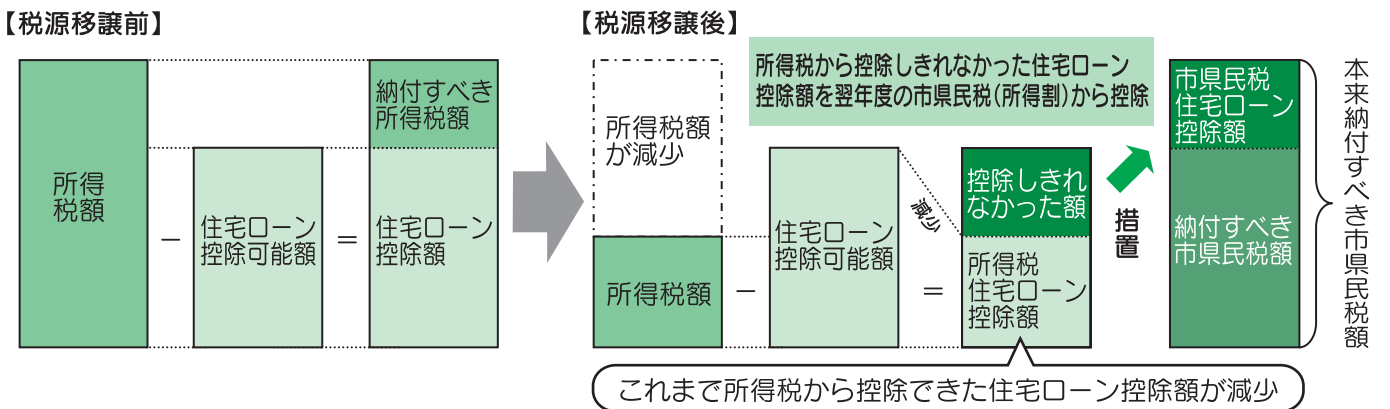 【税源移譲前】
所得
税額
−
住宅ローン
控除可能額
＝
納付すべき
所得税額
住宅ローン
控除額
【税源移譲後】
所得税から控除しきれなかった住宅ローン
控除額を翌年度の市県民税(所得割)から控除
所得税額
が減少
所得税額
−
住宅ローン
控除可能額
減少
＝
控除しきれ
なかった額
所得税
住宅ローン
控除額
措置
市県民税
住宅ローン
控除額
納付すべき
市県民税額
本来納付すべき市県民税額
これまで所得税から控除できた住宅ローン控除額が減少